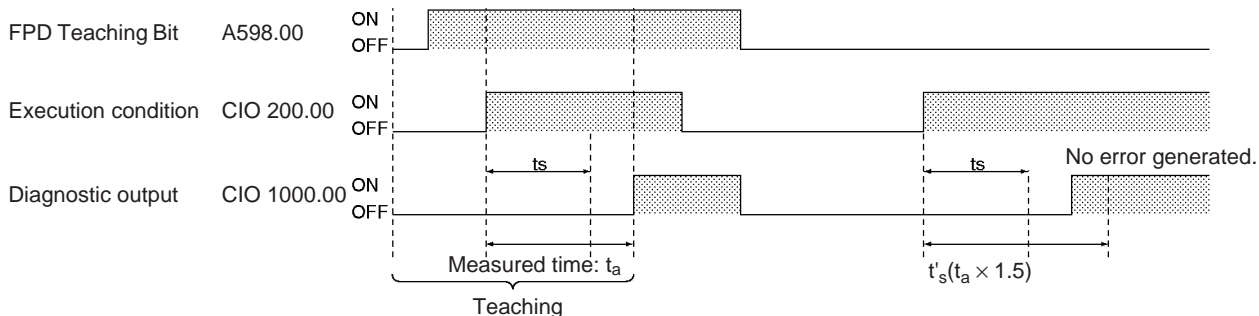 FPD Teaching Bit A598.00 ON
OFF
Execution condition CIO 200.00 ON
OFF
ts ts No error generated.
Diagnostic output CIO 1000.00 ON
OFF
Measured time: ta t's(ta × 1.5)
Teaching